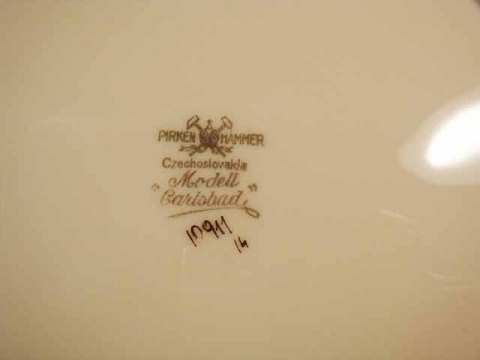 PIRKEN HAMMER
Czechoslovakia
Modell
"Carlsbad"
10911
14